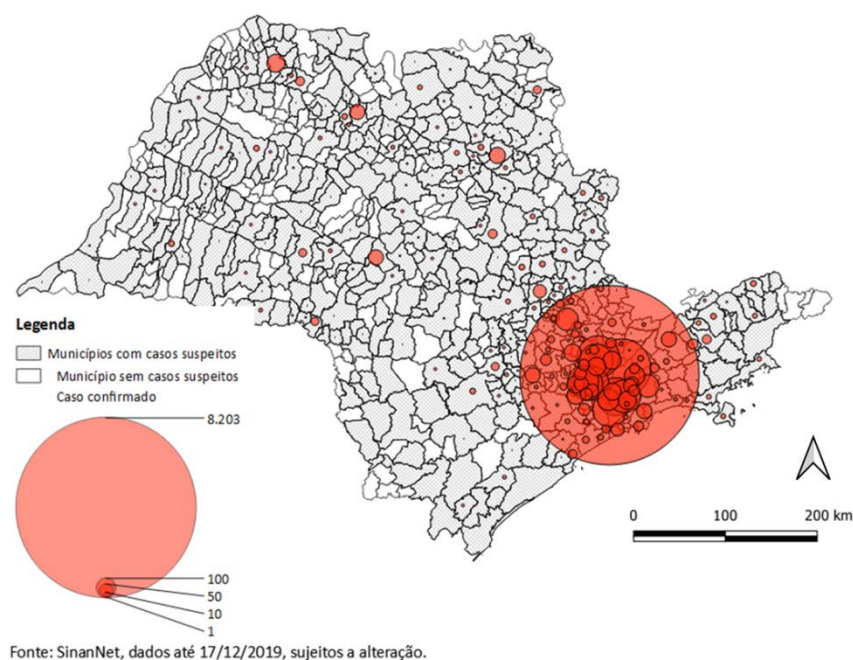 Legenda
Municípios com casos suspeitos
Município sem casos suspeitos
Caso confirmado
8.203
100
50
10
1
0 100 200 km
Fonte: SinanNet, dados até 17/12/2019, sujeitos a alteração.